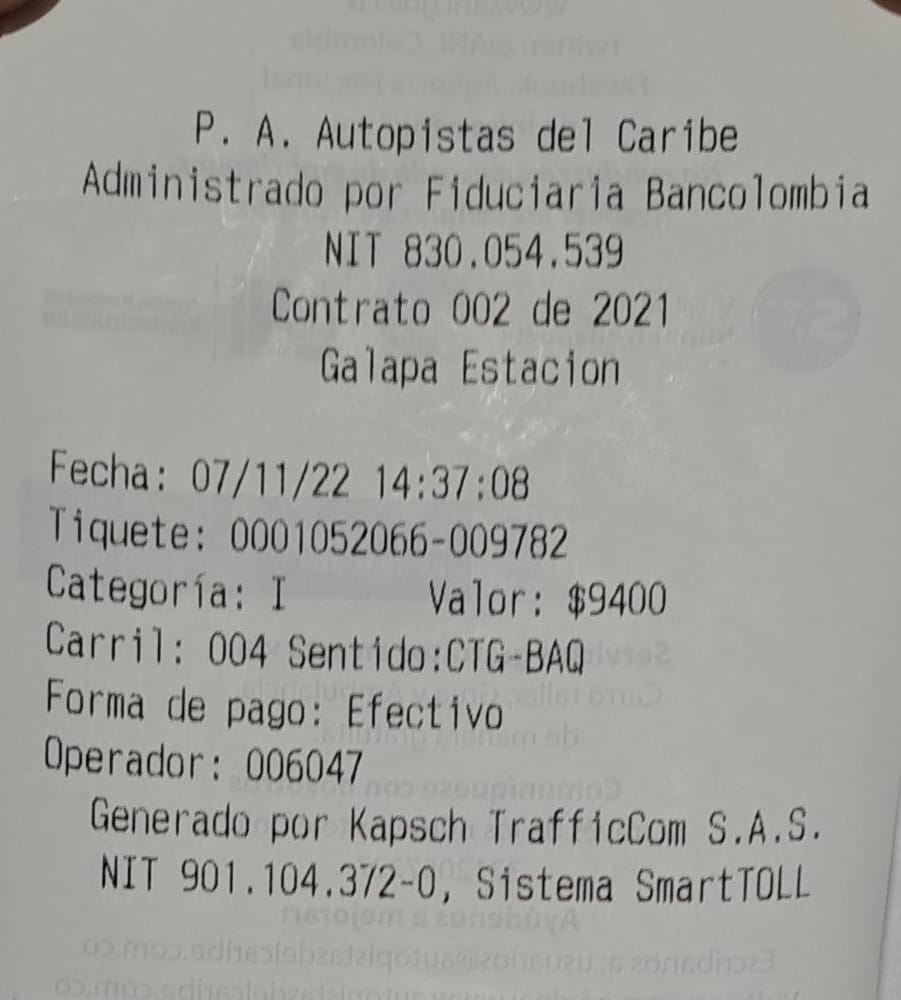 P. A. Autopistas del Caribe
Administrado por Fiduciaria Bancolombia
NIT 830.054.539
Contrato 002 de 2021
Galapa Estacion
Fecha: 07/11/22 14:37:08
Tiquete: 0001052066-009782
Categoría: I Valor: $9400
Carril: 004 Sentido:CTG-BAQ
Forma de pago: Efectivo
Operador: 006047
Generado por Kapsch TrafficCom S.A.S.
NIT 901.104.372-0, Sistema SmartTOLL